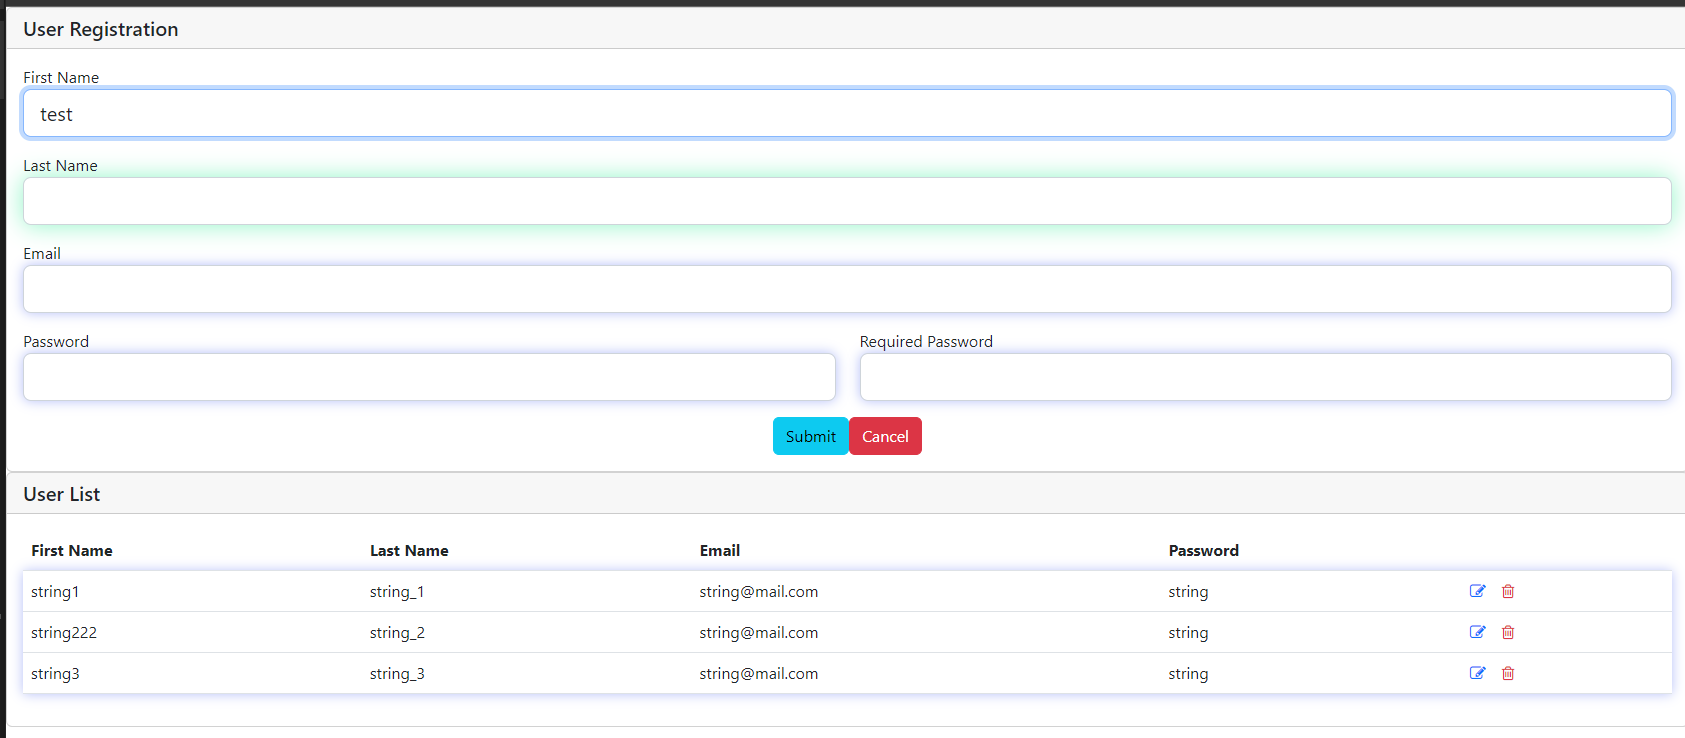 User Registration
First Name
test
Last Name
Email
Password Required Password
Submit Cancel
User List
First Name Last Name Email Password
string1 string_1 string@mail.com string
string222 string_2 string@mail.com string
string3 string_3 string@mail.com string